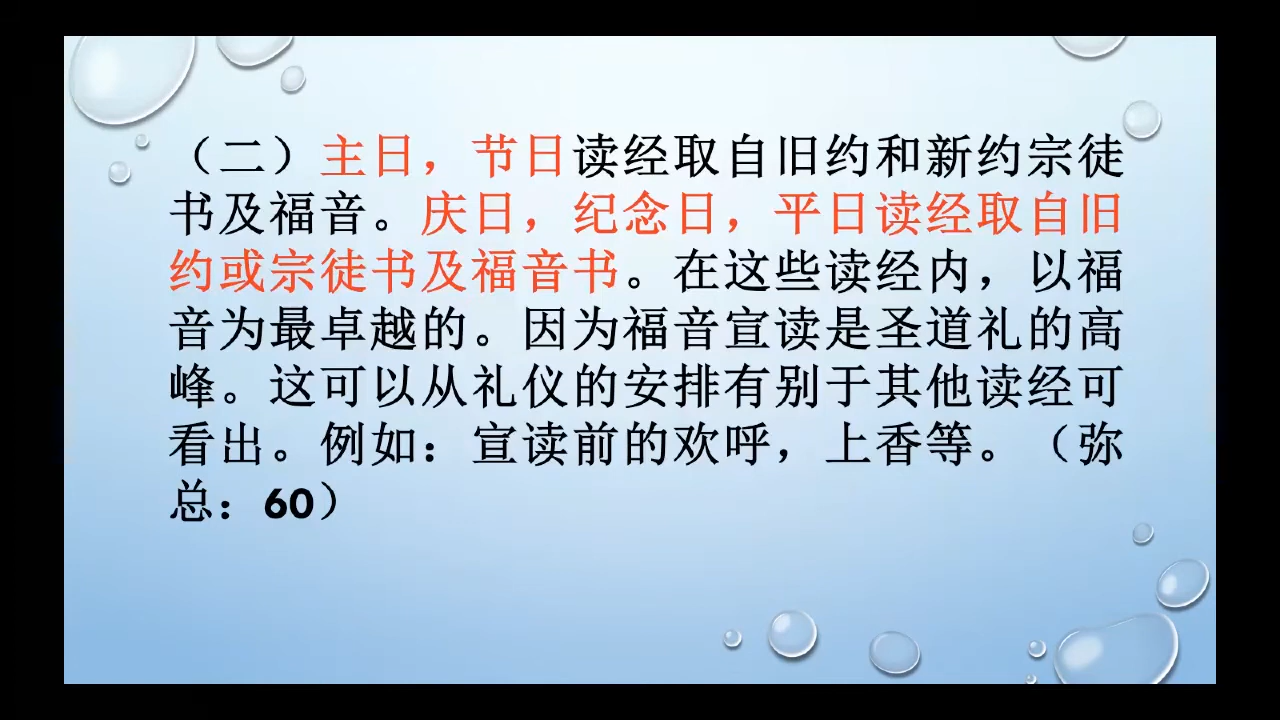 （二）主日，节日读经取自旧约和新约宗徒
书及福音。庆日，纪念日，平日读经取自旧
约或宗徒书及福音书。在这些读经内，以福
音为最卓越的。因为福音宣读是圣道礼的高
峰。这可以从礼仪的安排有别于其他读经可
看出。例如：宣读前的欢呼，上香等。（弥
总：60）